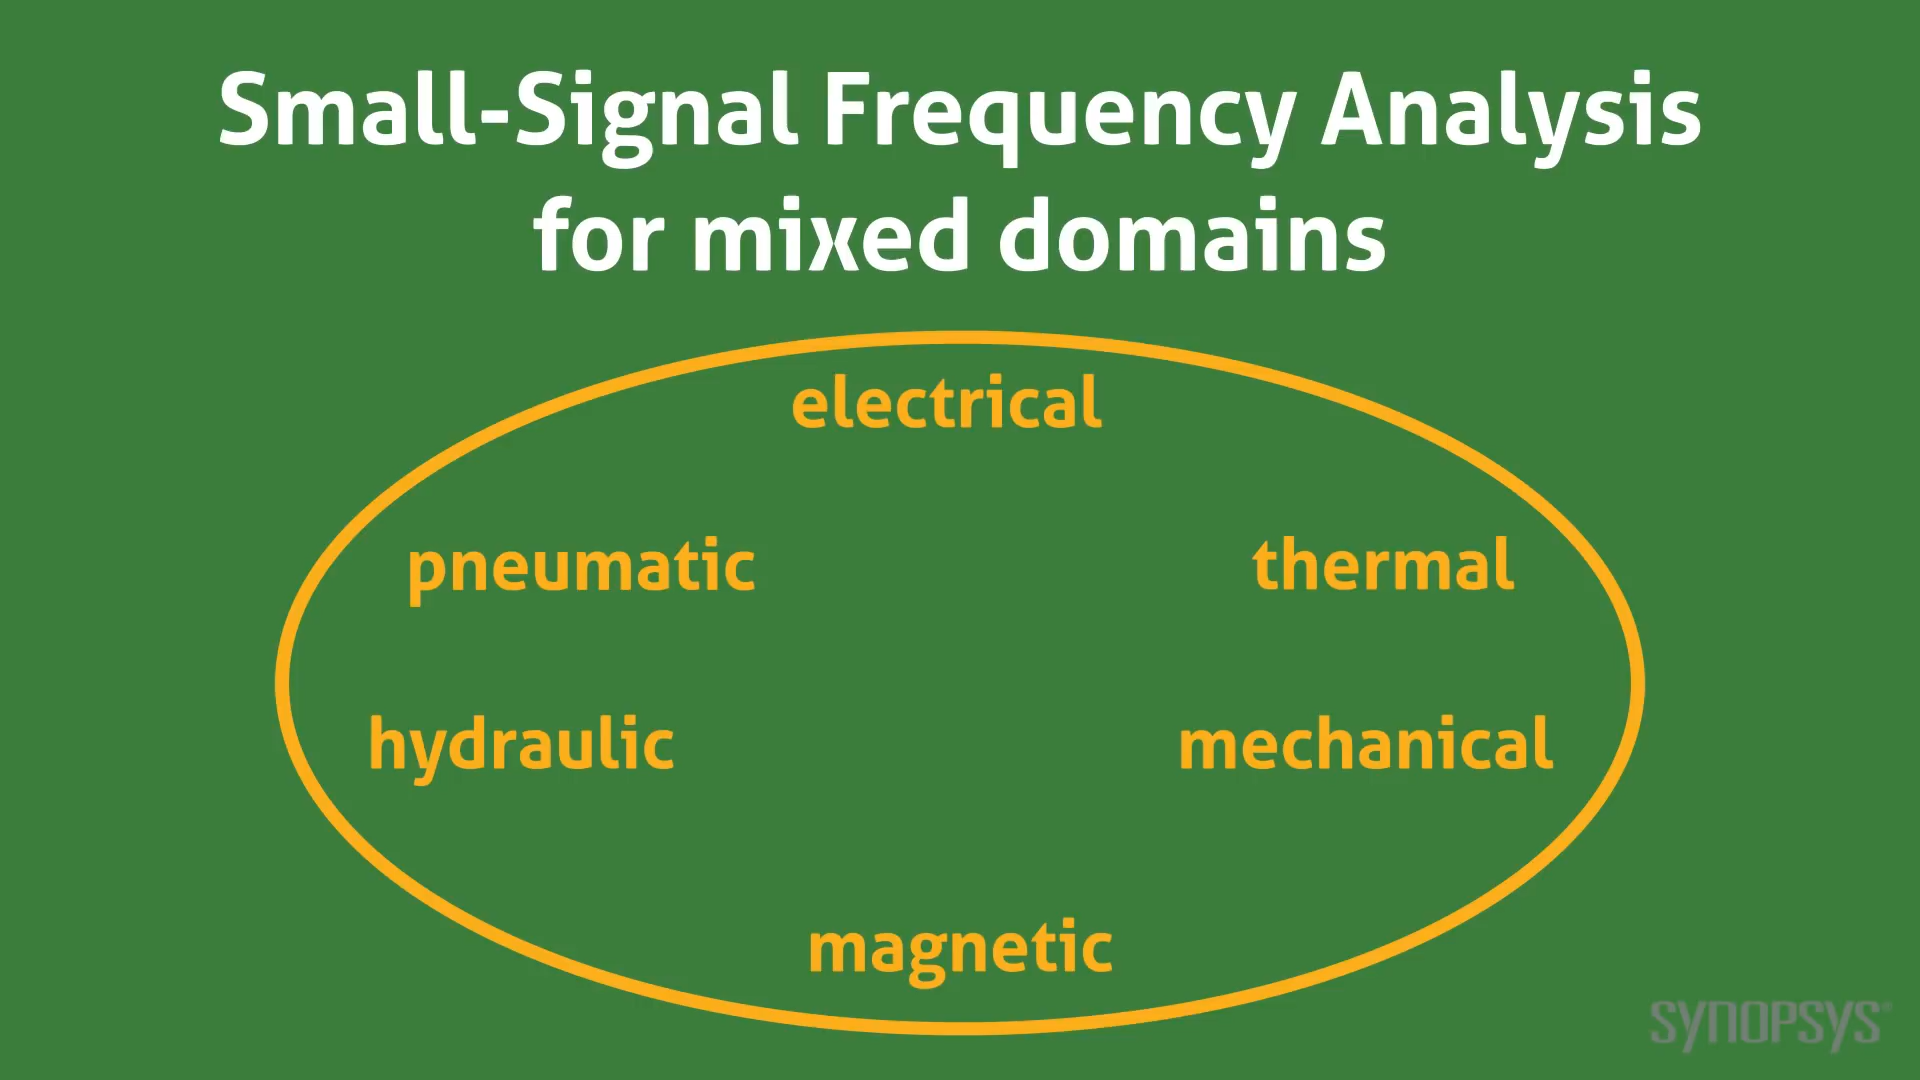 Small-Signal Frequency Analysis
for mixed domains
electrical
pneumatic
thermal
hydraulic
mechanical
magnetic
SYNOPSYS®